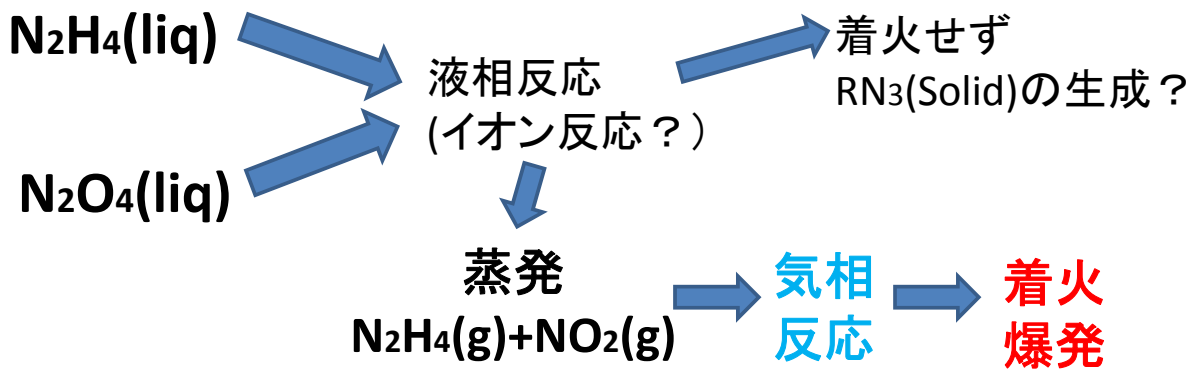 N2H4(liq)
N2O4(liq)
液相反応
(イオン反応？）
着火せず
RN3(Solid)の生成？
蒸発
N2H4(g)+NO2(g)
気相
反応
着火
爆発